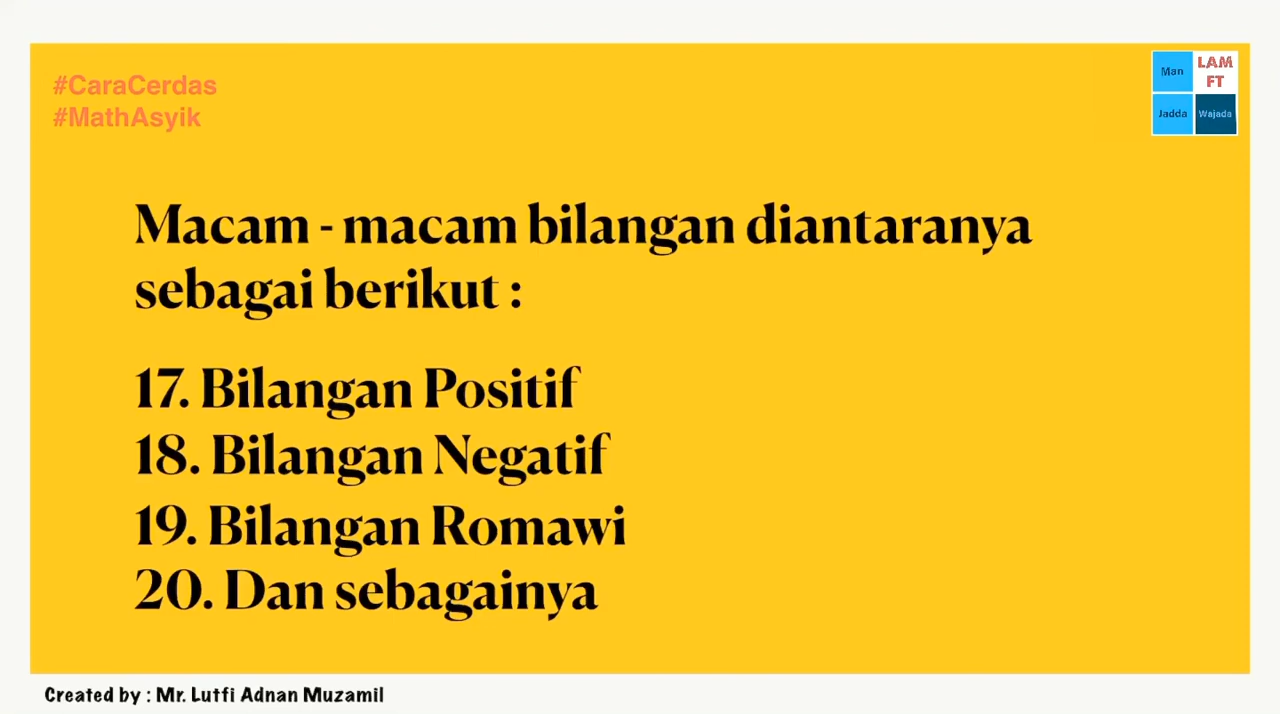 #CaraCerdas
#MathAsyik
Man
LAM
FT
Jadda
Wajada
Macam - macam bilangan diantaranya
sebagai berikut :
17. Bilangan Positif
18. Bilangan Negatif
19. Bilangan Romawi
20. Dan sebagainya
Created by : Mr. Lutfi Adnan Muzamil